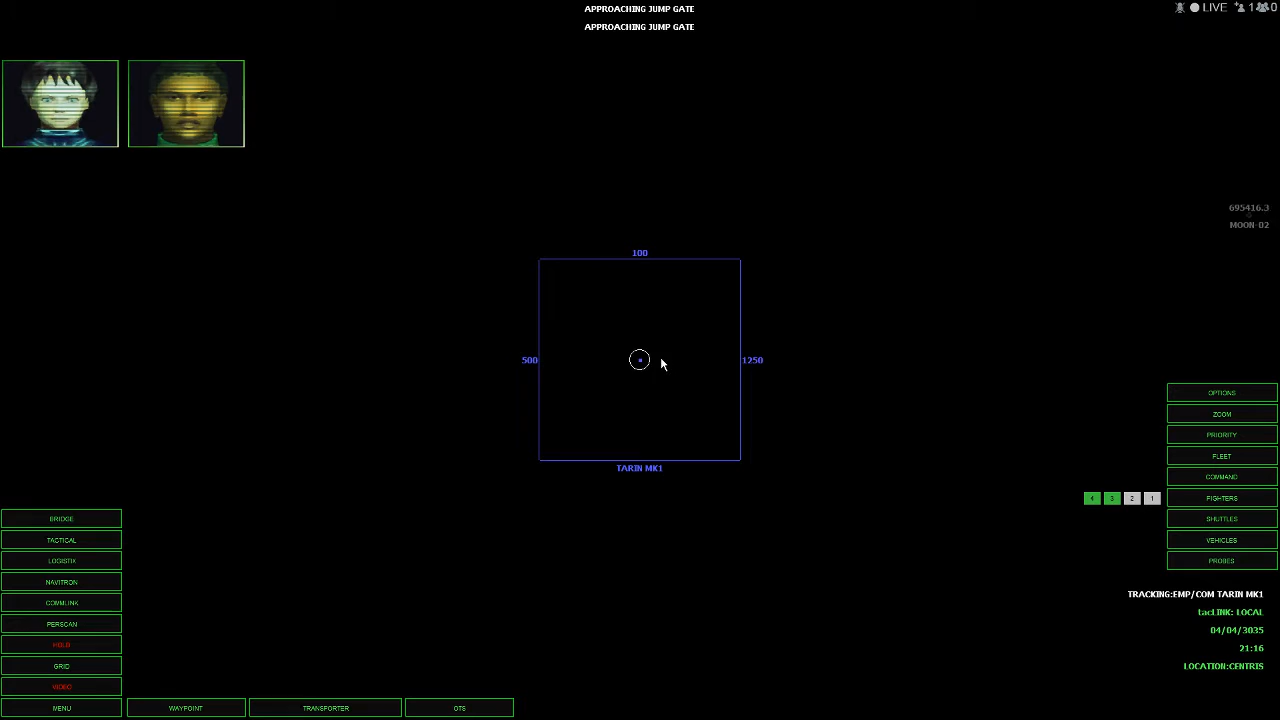 APPROACHING JUMP GATE
APPROACHING JUMP GATE
LIVE 1 0
695416.3
MOON-02
100
500
1250
TARIN MK1
OPTIONS
ZOOM
PRIORITY
FLEET
COMMAND
4 3 2 1 FIGHTERS
SHUTTLES
VEHICLES
PROBES
BRIDGE
TACTICAL
LOGISTIX
NAVITRON
COMMLINK
PERSCAN
HOLD
GRID
VIDEO
MENU WAYPOINT TRANSPORTER OTS
TRACKING:EMP/COM TARIN MK1
tacLINK: LOCAL
04/04/3035
21:16
LOCATION:CENTRIS